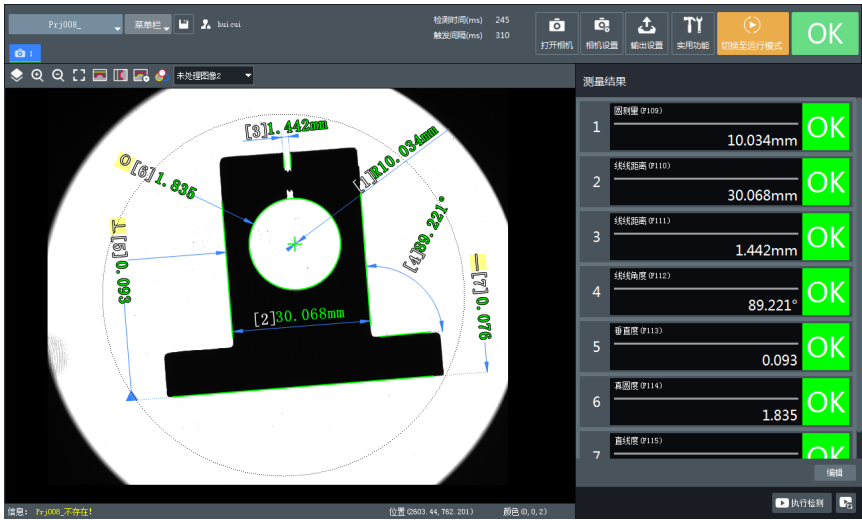 Prj008_
菜单栏
huicui
检测时间(ms) 245
触发间隔(ms) 310
打开相机
相机设置
输出设置
实用功能
切换至运行模式
OK
1
未处理图像2
测量结果
[3]1.442mm
[1]R10.034mm
[6]1.835
[5]0.093
[4]89.221°
[7]0.076
[2]30.068mm
1
圆测量(F109)
10.034mm
OK
2
线线距离(F110)
30.068mm
OK
3
线线距离(F111)
1.442mm
OK
4
线线角度(F112)
89.221°
OK
5
垂直度(F113)
0.093
OK
6
真圆度(F114)
1.835
OK
7
直线度(F115)
OK
编辑
执行检测
信息: Prj008_不存在!
位置(2603.44, 762.201)
颜色(0, 0, 2)